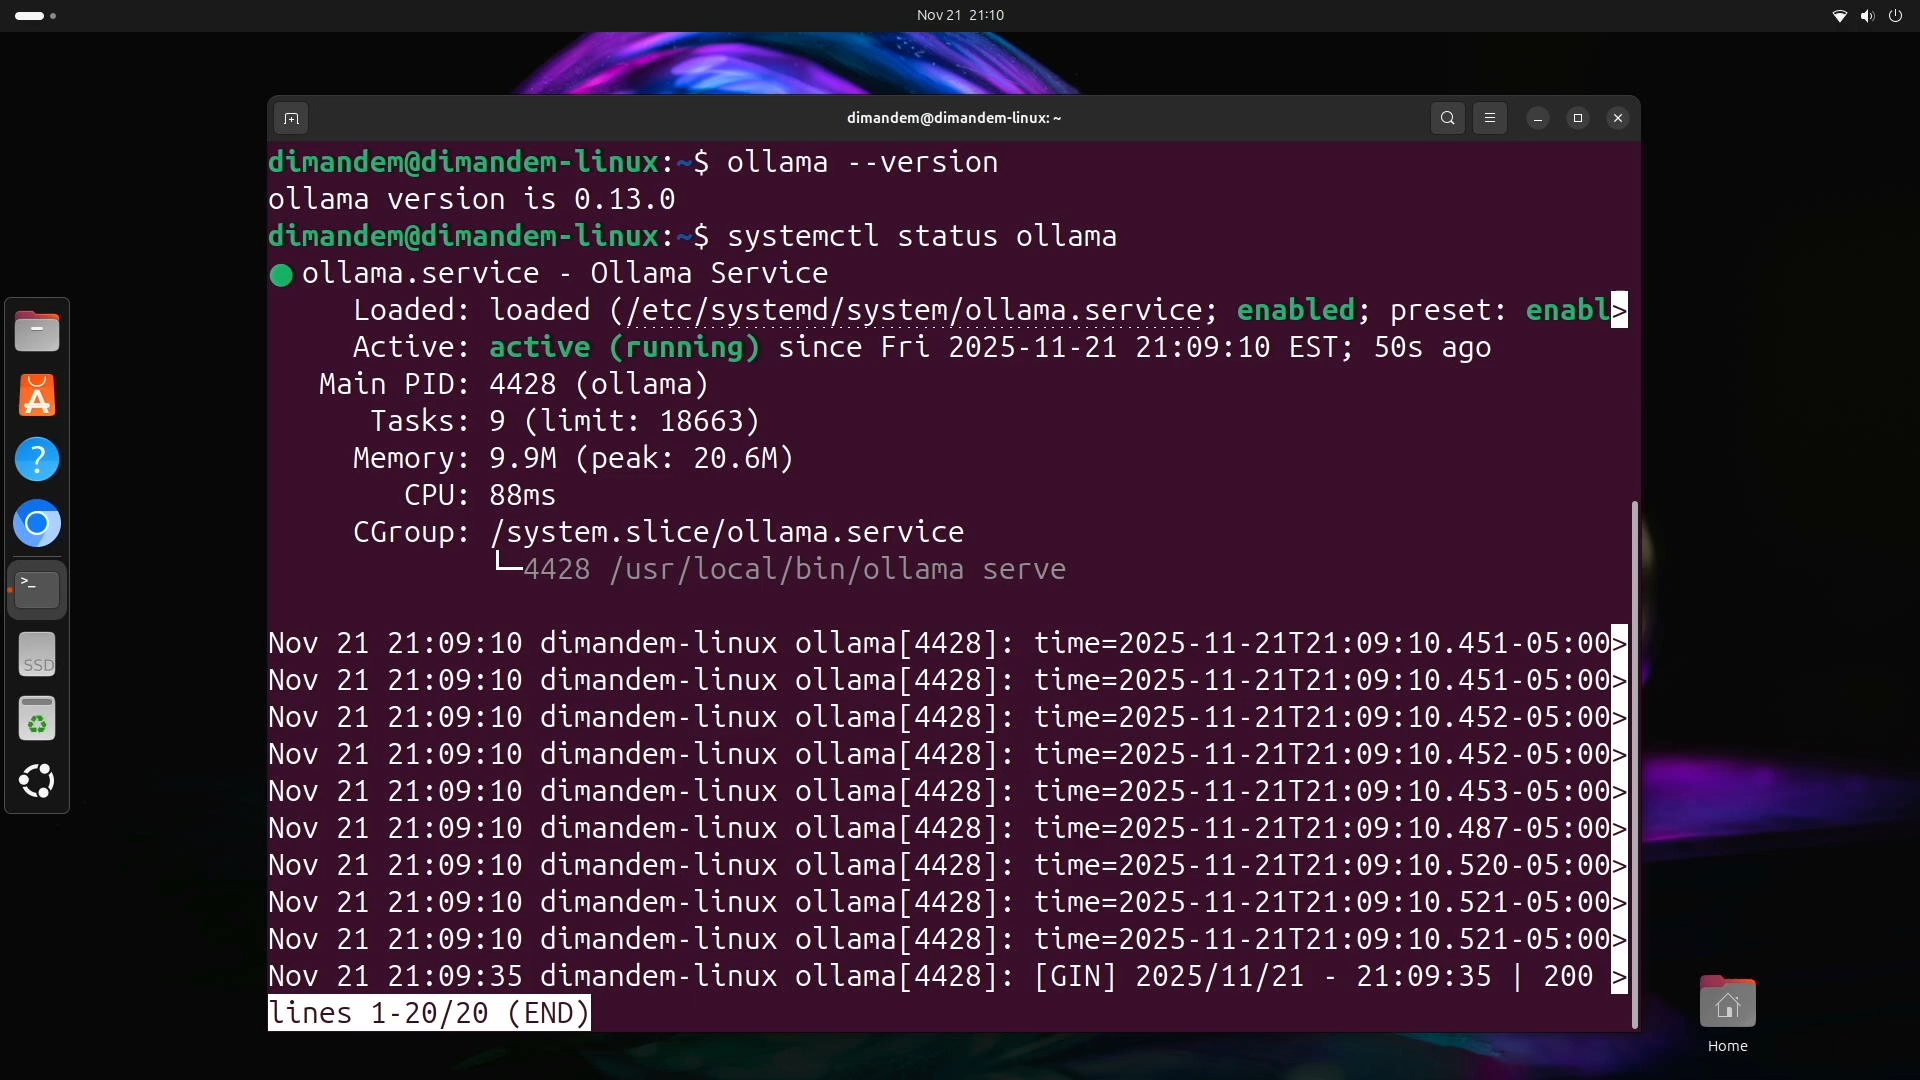 Nov 21 21:10
dimandem@dimandem-linux: ~
dimandem@dimandem-linux:~$ ollama --version
ollama version is 0.13.0
dimandem@dimandem-linux:~$ systemctl status ollama
● ollama.service - Ollama Service
     Loaded: loaded (/etc/systemd/system/ollama.service; enabled; preset: enabl>
     Active: active (running) since Fri 2025-11-21 21:09:10 EST; 50s ago
   Main PID: 4428 (ollama)
      Tasks: 9 (limit: 18663)
     Memory: 9.9M (peak: 20.6M)
        CPU: 88ms
     CGroup: /system.slice/ollama.service
             └─4428 /usr/local/bin/ollama serve
Nov 21 21:09:10 dimandem-linux ollama[4428]: time=2025-11-21T21:09:10.451-05:00>
Nov 21 21:09:10 dimandem-linux ollama[4428]: time=2025-11-21T21:09:10.451-05:00>
Nov 21 21:09:10 dimandem-linux ollama[4428]: time=2025-11-21T21:09:10.452-05:00>
Nov 21 21:09:10 dimandem-linux ollama[4428]: time=2025-11-21T21:09:10.452-05:00>
Nov 21 21:09:10 dimandem-linux ollama[4428]: time=2025-11-21T21:09:10.453-05:00>
Nov 21 21:09:10 dimandem-linux ollama[4428]: time=2025-11-21T21:09:10.487-05:00>
Nov 21 21:09:10 dimandem-linux ollama[4428]: time=2025-11-21T21:09:10.520-05:00>
Nov 21 21:09:10 dimandem-linux ollama[4428]: time=2025-11-21T21:09:10.521-05:00>
Nov 21 21:09:10 dimandem-linux ollama[4428]: time=2025-11-21T21:09:10.521-05:00>
Nov 21 21:09:35 dimandem-linux ollama[4428]: [GIN] 2025/11/21 - 21:09:35 | 200 >
lines 1-20/20 (END)
SSD
Home